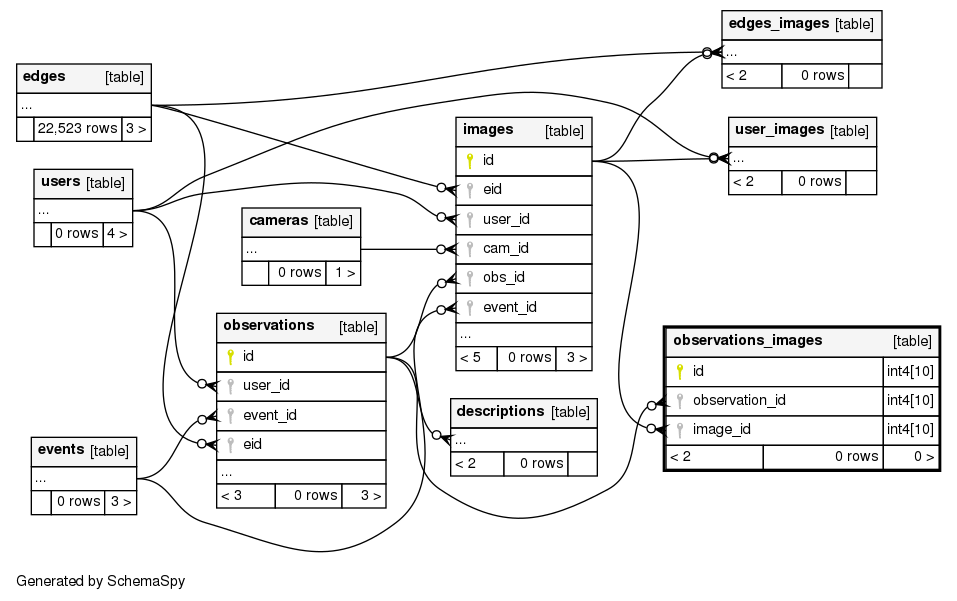 edges_images [table]
...
< 2 0 rows
edges [table]
...
22,523 rows 3 >
images [table]
id
eid
user_id
cam_id
obs_id
event_id
...
< 5 0 rows 3 >
user_images [table]
...
< 2 0 rows
users [table]
...
0 rows 4 >
cameras [table]
...
0 rows 1 >
observations [table]
id
user_id
event_id
eid
...
< 3 0 rows 3 >
observations_images [table]
id int4[10]
observation_id int4[10]
image_id int4[10]
< 2 0 rows 0 >
descriptions [table]
...
< 2 0 rows
events [table]
...
0 rows 3 >
Generated by SchemaSpy